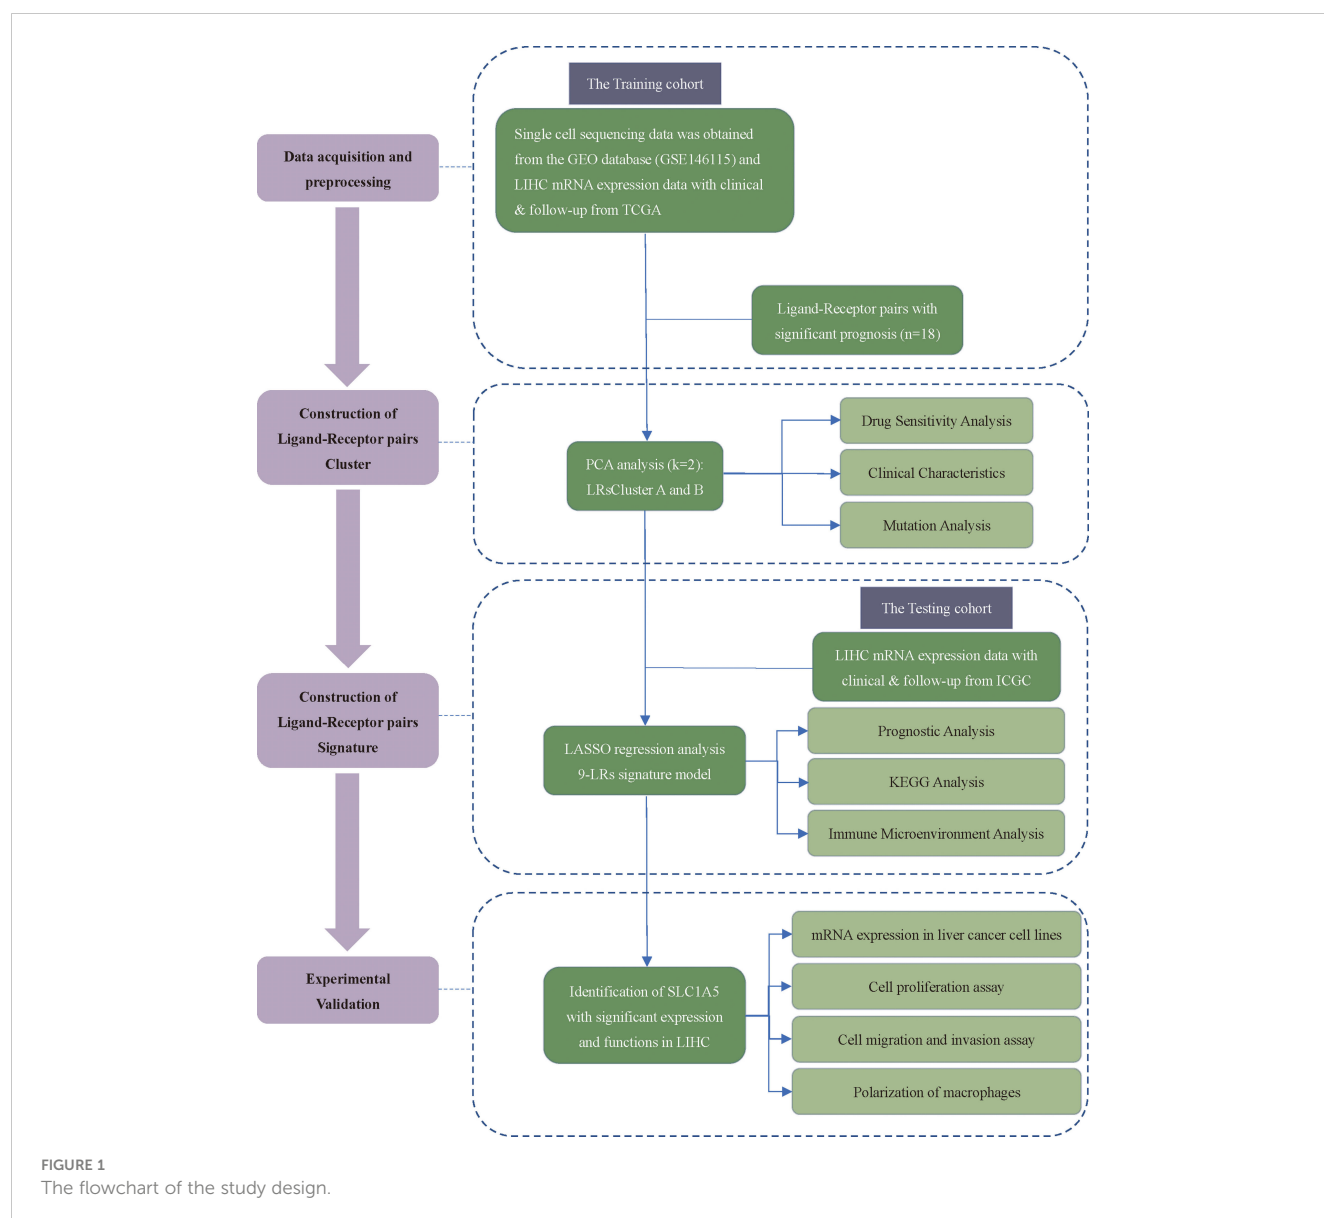 The Training cohort
Data acquisition and
preprocessing
Single cell sequencing data was obtained
from the GEO database (GSE146115) and
LIHC mRNA expression data with clinical
& follow-up from TCGA
Ligand-Receptor pairs with
significant prognosis (n=18)
Construction of
Ligand-Receptor pairs
Cluster
PCA analysis (k=2):
LRsCluster A and B
Drug Sensitivity Analysis
Clinical Characteristics
Mutation Analysis
The Testing cohort
LIHC mRNA expression data with
clinical & follow-up from ICGC
Construction of
Ligand-Receptor pairs
Signature
LASSO regression analysis
9-LRs signature model
Prognostic Analysis
KEGG Analysis
Immune Microenvironment Analysis
Experimental
Validation
Identification of SLC1A5
with significant expression
and functions in LIHC
mRNA expression in liver cancer cell lines
Cell proliferation assay
Cell migration and invasion assay
Polarization of macrophages
FIGURE 1
The flowchart of the study design.